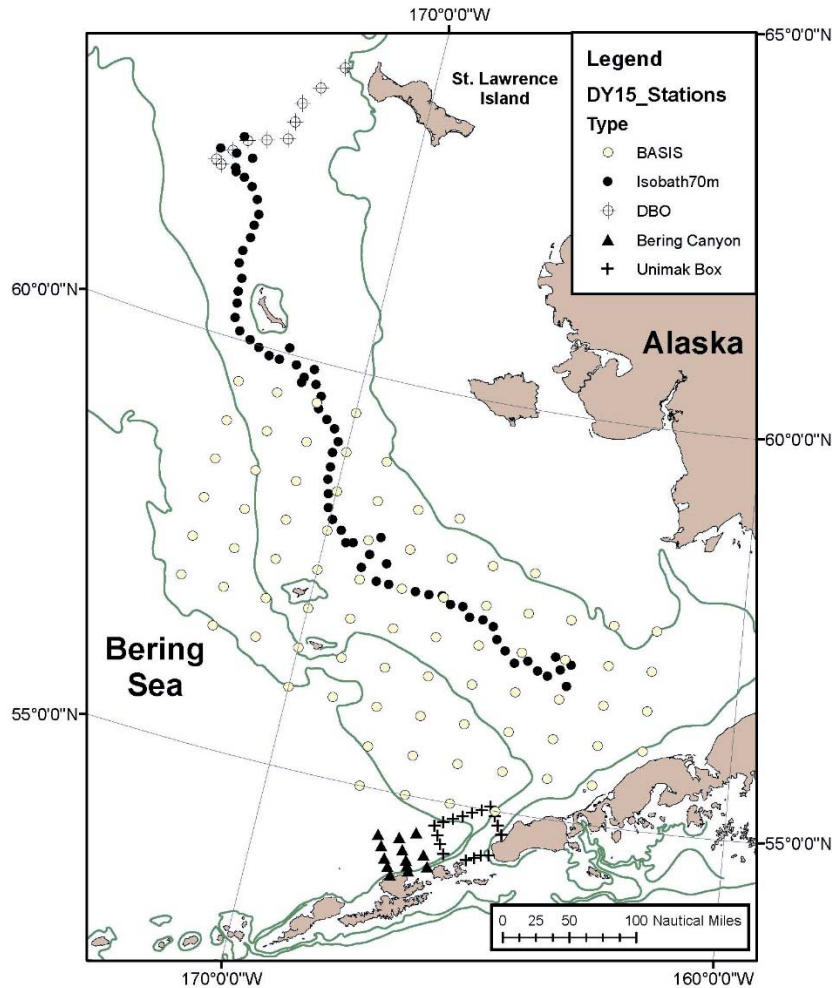 170°0'0"W
65°0'0"N
St. Lawrence
Island
Legend
DY15_Stations
Type
BASIS
Isobath70m
DBO
Bering Canyon
Unimak Box
60°0'0"N
Alaska
60°0'0"N
Bering
Sea
55°0'0"N
55°0'0"N
0 25 50 100 Nautical Miles
170°0'0"W
160°0'0"W